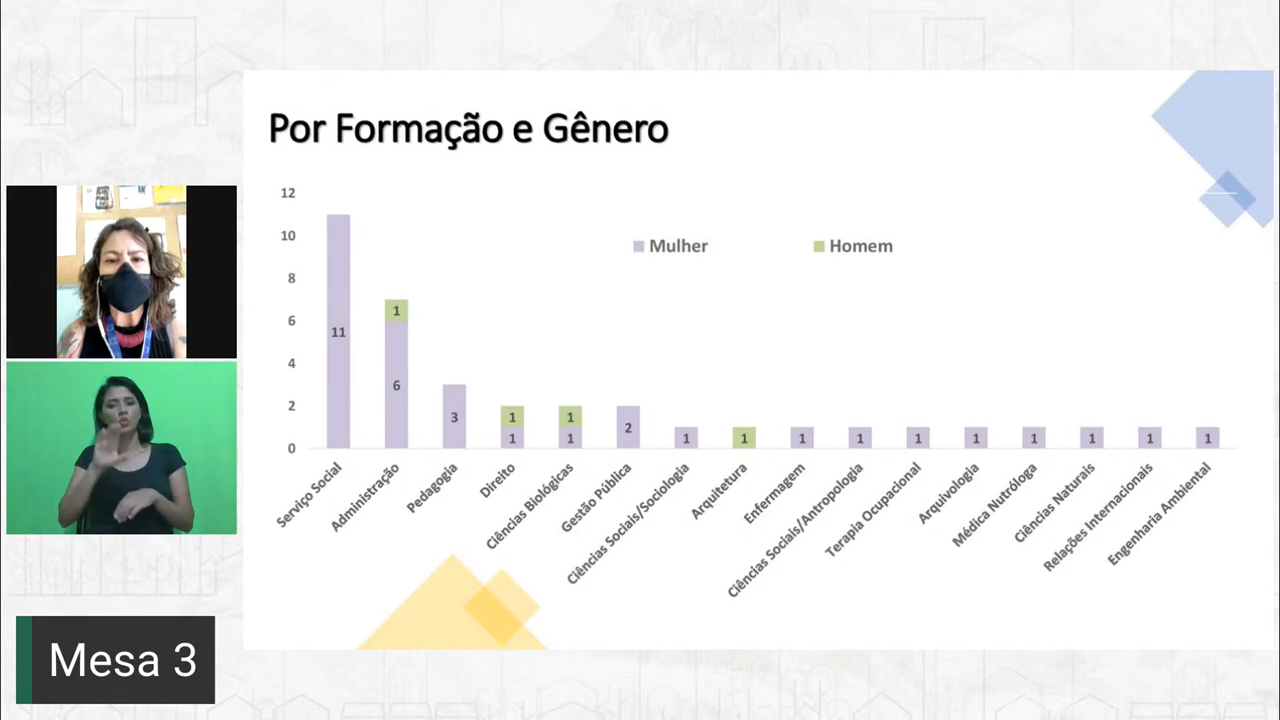 Por Formação e Gênero
12
10
8
6
4
2
0
Mulher
Homem
11
1
6
3
1
1
1
1
2
1
1
1
1
1
1
1
1
1
1
Serviço Social
Administração
Pedagogia
Direito
Ciências Biológicas
Gestão Pública
Ciências Sociais/Sociologia
Arquitetura
Enfermagem
Ciências Sociais/Antropologia
Terapia Ocupacional
Arquivologia
Médica Nutróloga
Ciências Naturais
Relações Internacionais
Engenharia Ambiental
Mesa 3